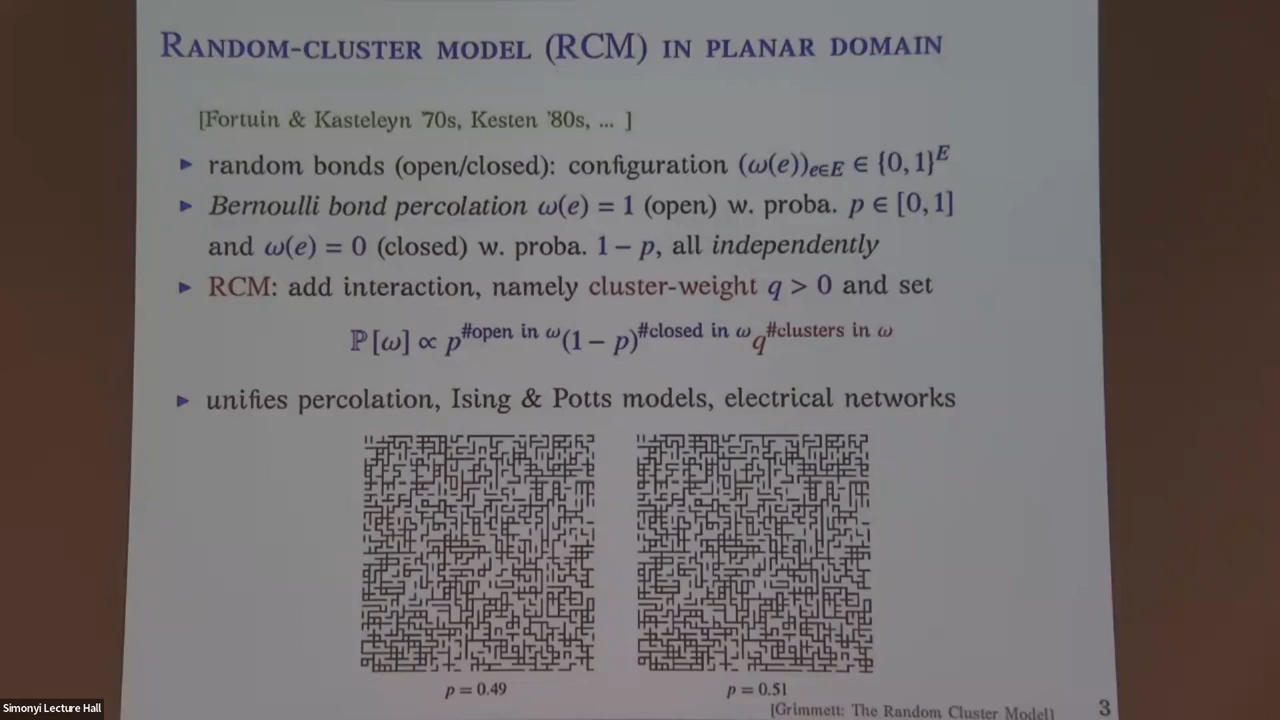 RANDOM-CLUSTER MODEL (RCM) IN PLANAR DOMAIN
[Fortuin & Kasteleyn '70s, Kesten '80s, ... ]
▸ random bonds (open/closed): configuration (ω(e))e∈E ∈ {0, 1}^E
▸ Bernoulli bond percolation ω(e) = 1 (open) w. proba. p ∈ [0, 1]
and ω(e) = 0 (closed) w. proba. 1 − p, all independently
▸ RCM: add interaction, namely cluster-weight q > 0 and set
ℙ[ω] ∝ p^#open in ω (1 − p)^#closed in ω q^#clusters in ω
▸ unifies percolation, Ising & Potts models, electrical networks
p = 0.49 p = 0.51
[Grimmett: The Random Cluster Model]
3
Simonyi Lecture Hall